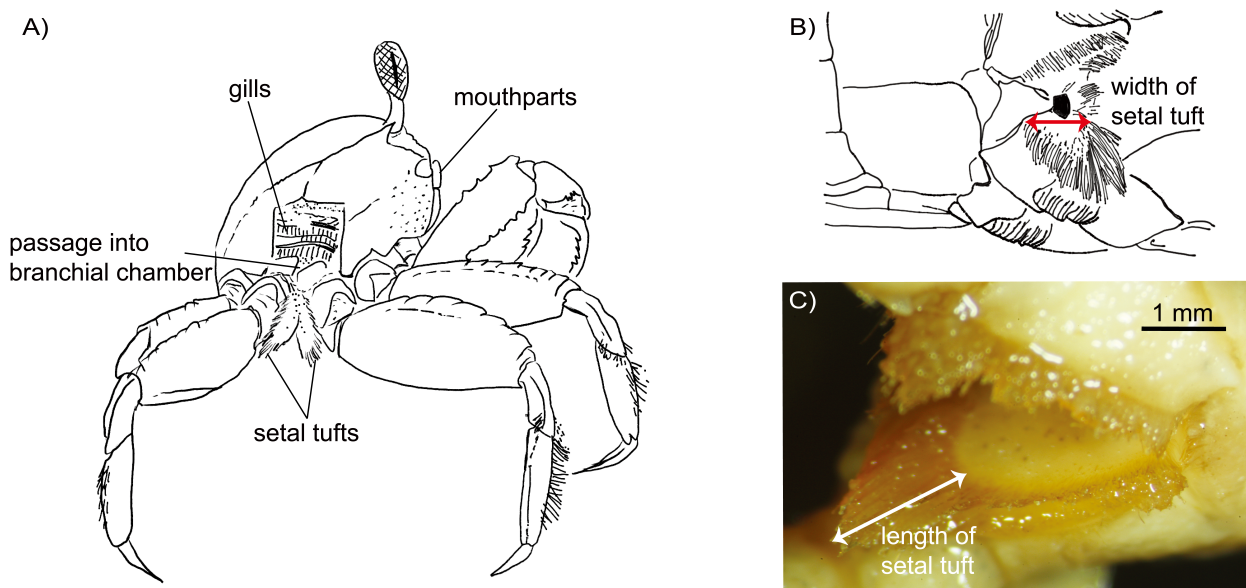 A)
gills
mouthparts
passage into
branchial chamber
setal tufts
B)
width of
setal tuft
C)
1 mm
length of
setal tuft